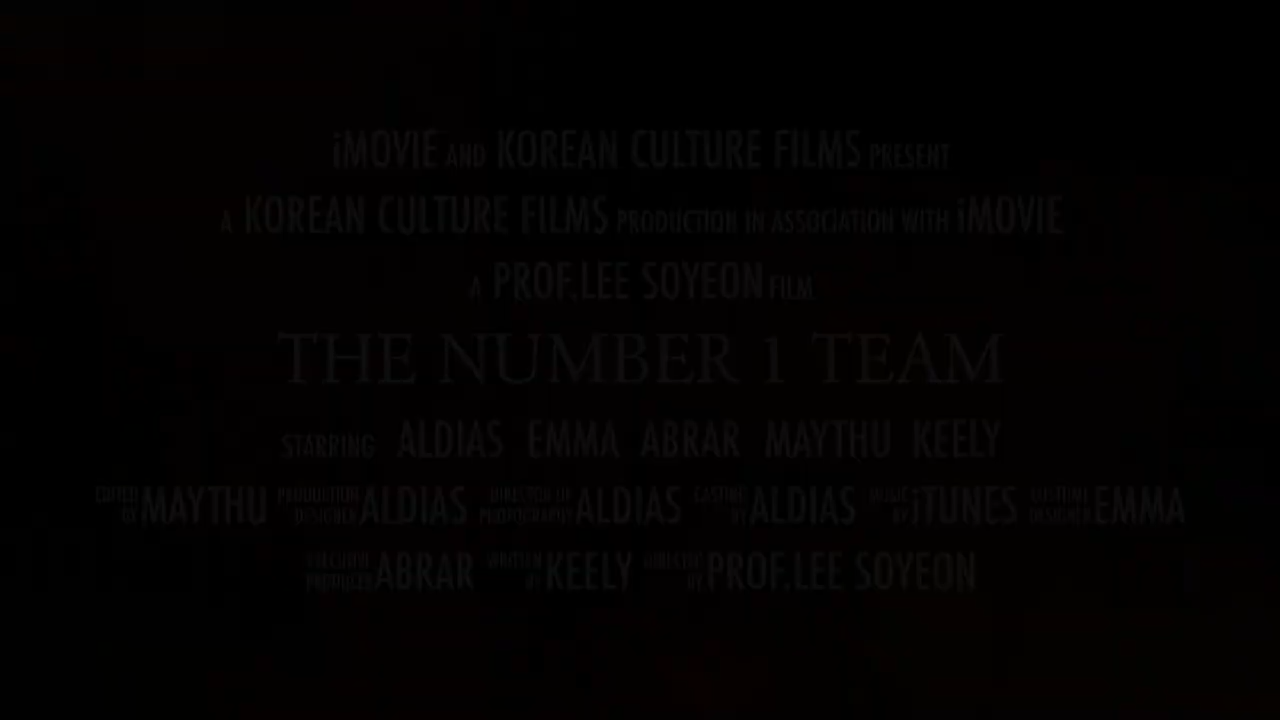 iMOVIE AND KOREAN CULTURE FILMS PRESENT
A KOREAN CULTURE FILMS PRODUCTION IN ASSOCIATION WITH iMOVIE
A PROF.LEE SOYEON FILM
THE NUMBER 1 TEAM
STARRING ALDIAS EMMA ABRAR MAYTHU KEELY
EDITED BY MAYTHU PRODUCTION DESIGNER ALDIAS DIRECTOR OF PHOTOGRAPHY ALDIAS CASTING BY ALDIAS MUSIC BY iTUNES COSTUME DESIGNER EMMA
EXECUTIVE PRODUCER ABRAR WRITTEN BY KEELY DIRECTED BY PROF.LEE SOYEON